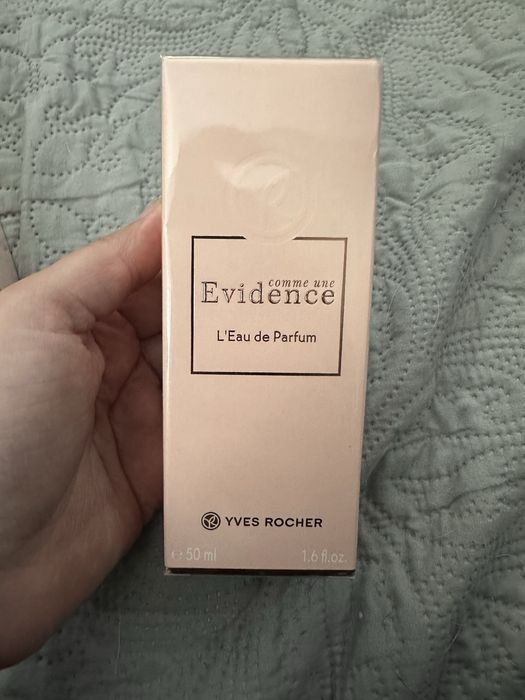 comme une
Evidence
L'Eau de Parfum
YVES ROCHER
℮ 50 ml 1.6 fl.oz.